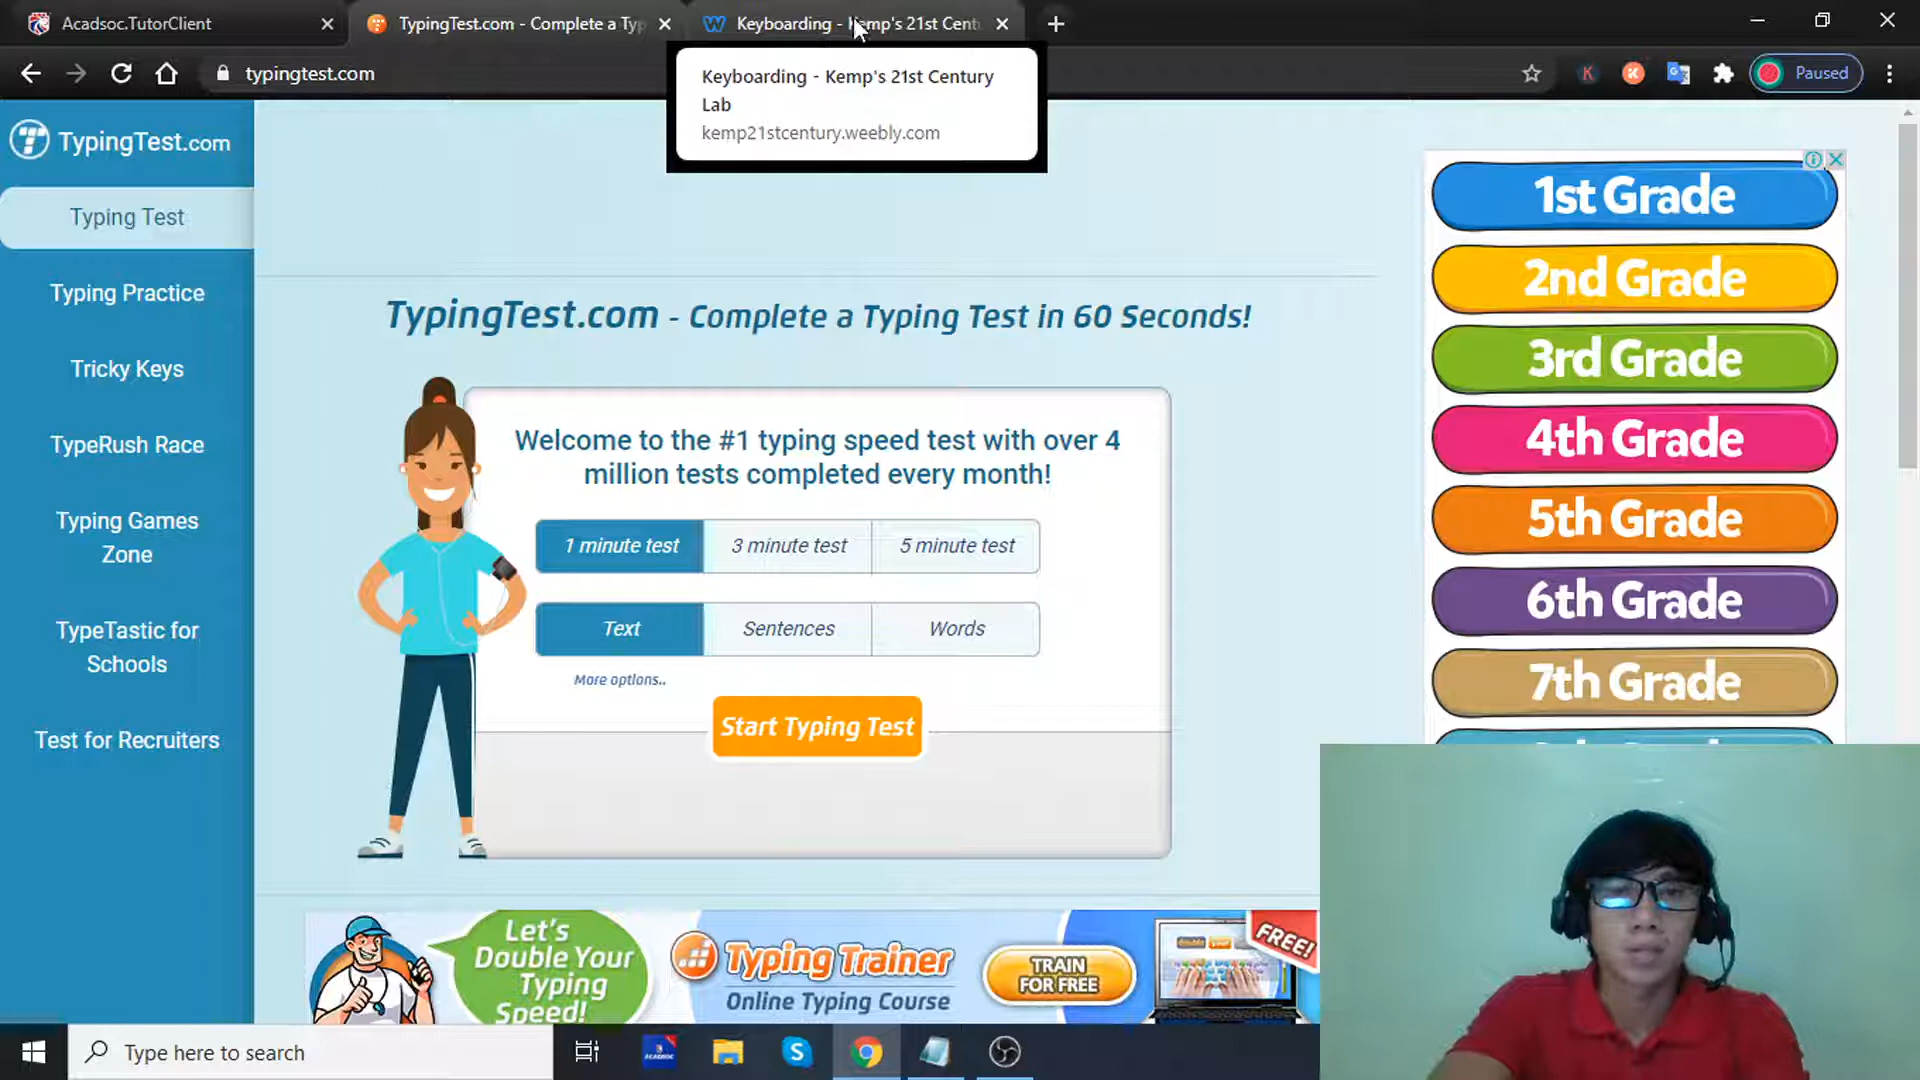 Acadsoc.TutorClient
TypingTest.com - Complete a Typ
Keyboarding - Kemp's 21st Cent
typingtest.com
Paused
Keyboarding - Kemp's 21st Century
Lab
kemp21stcentury.weebly.com
TypingTest.com
Typing Test
Typing Practice
Tricky Keys
TypeRush Race
Typing Games
Zone
TypeTastic for
Schools
Test for Recruiters
TypingTest.com - Complete a Typing Test in 60 Seconds!
Welcome to the #1 typing speed test with over 4
million tests completed every month!
1 minute test
3 minute test
5 minute test
Text
Sentences
Words
More options..
Start Typing Test
1st Grade
2nd Grade
3rd Grade
4th Grade
5th Grade
6th Grade
7th Grade
Let's
Double Your
Typing
Speed!
Typing Trainer
Online Typing Course
TRAIN
FOR FREE
FREE!
Type here to search
ACADSOC